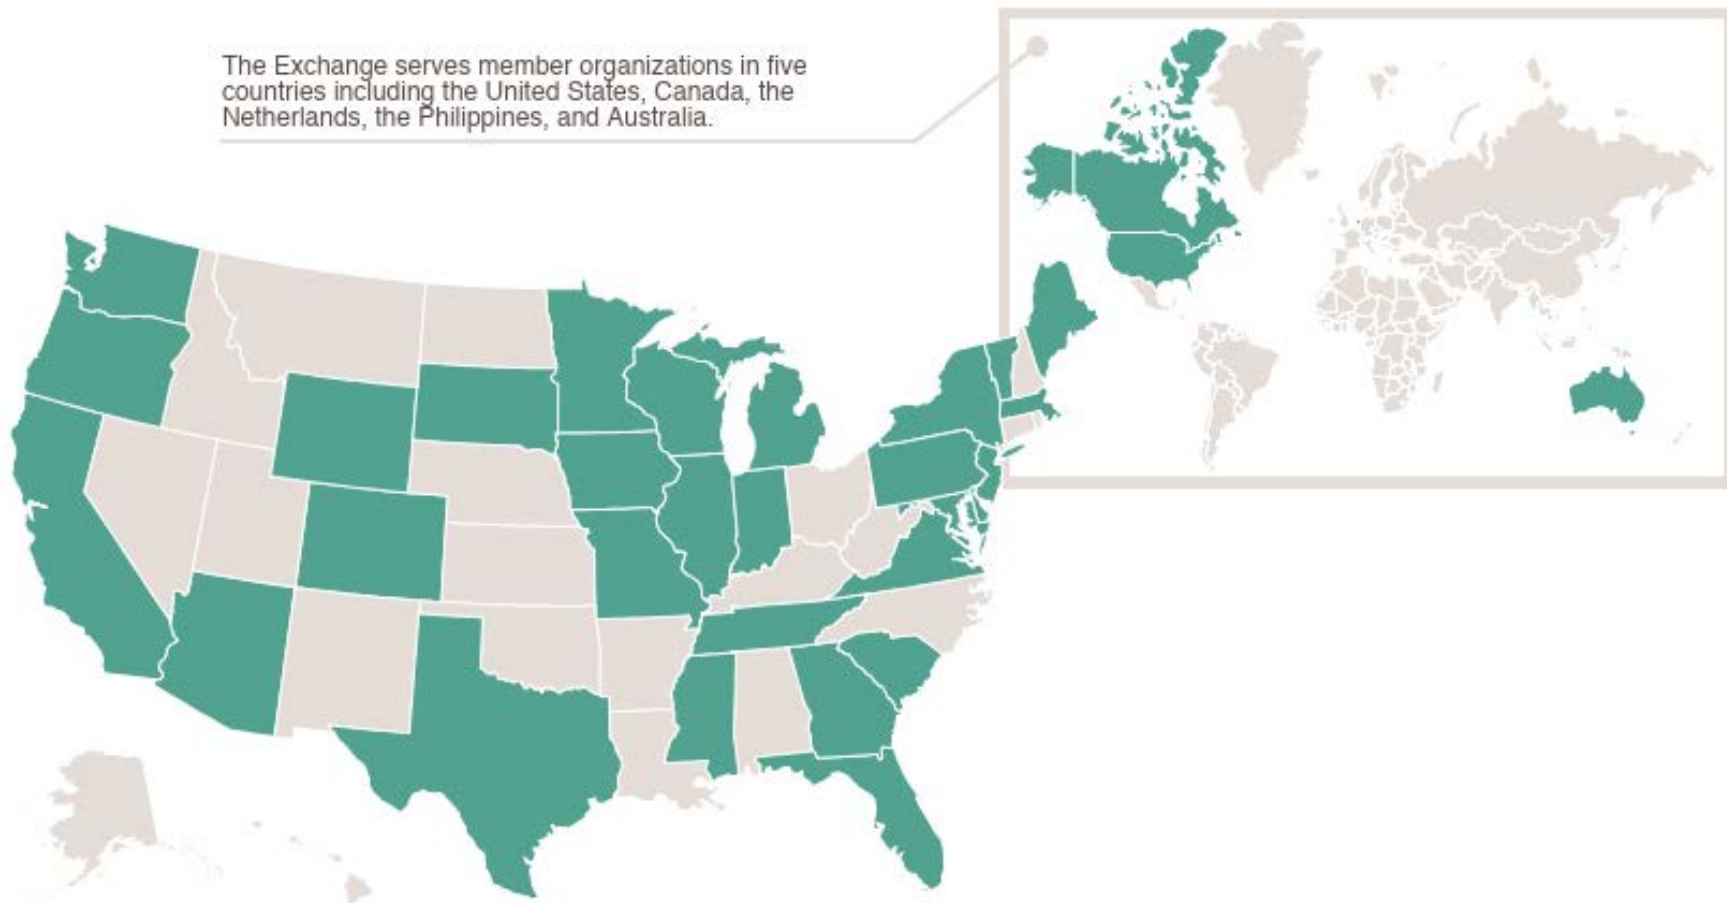 The Exchange serves member organizations in five
countries including the United States, Canada, the
Netherlands, the Philippines, and Australia.